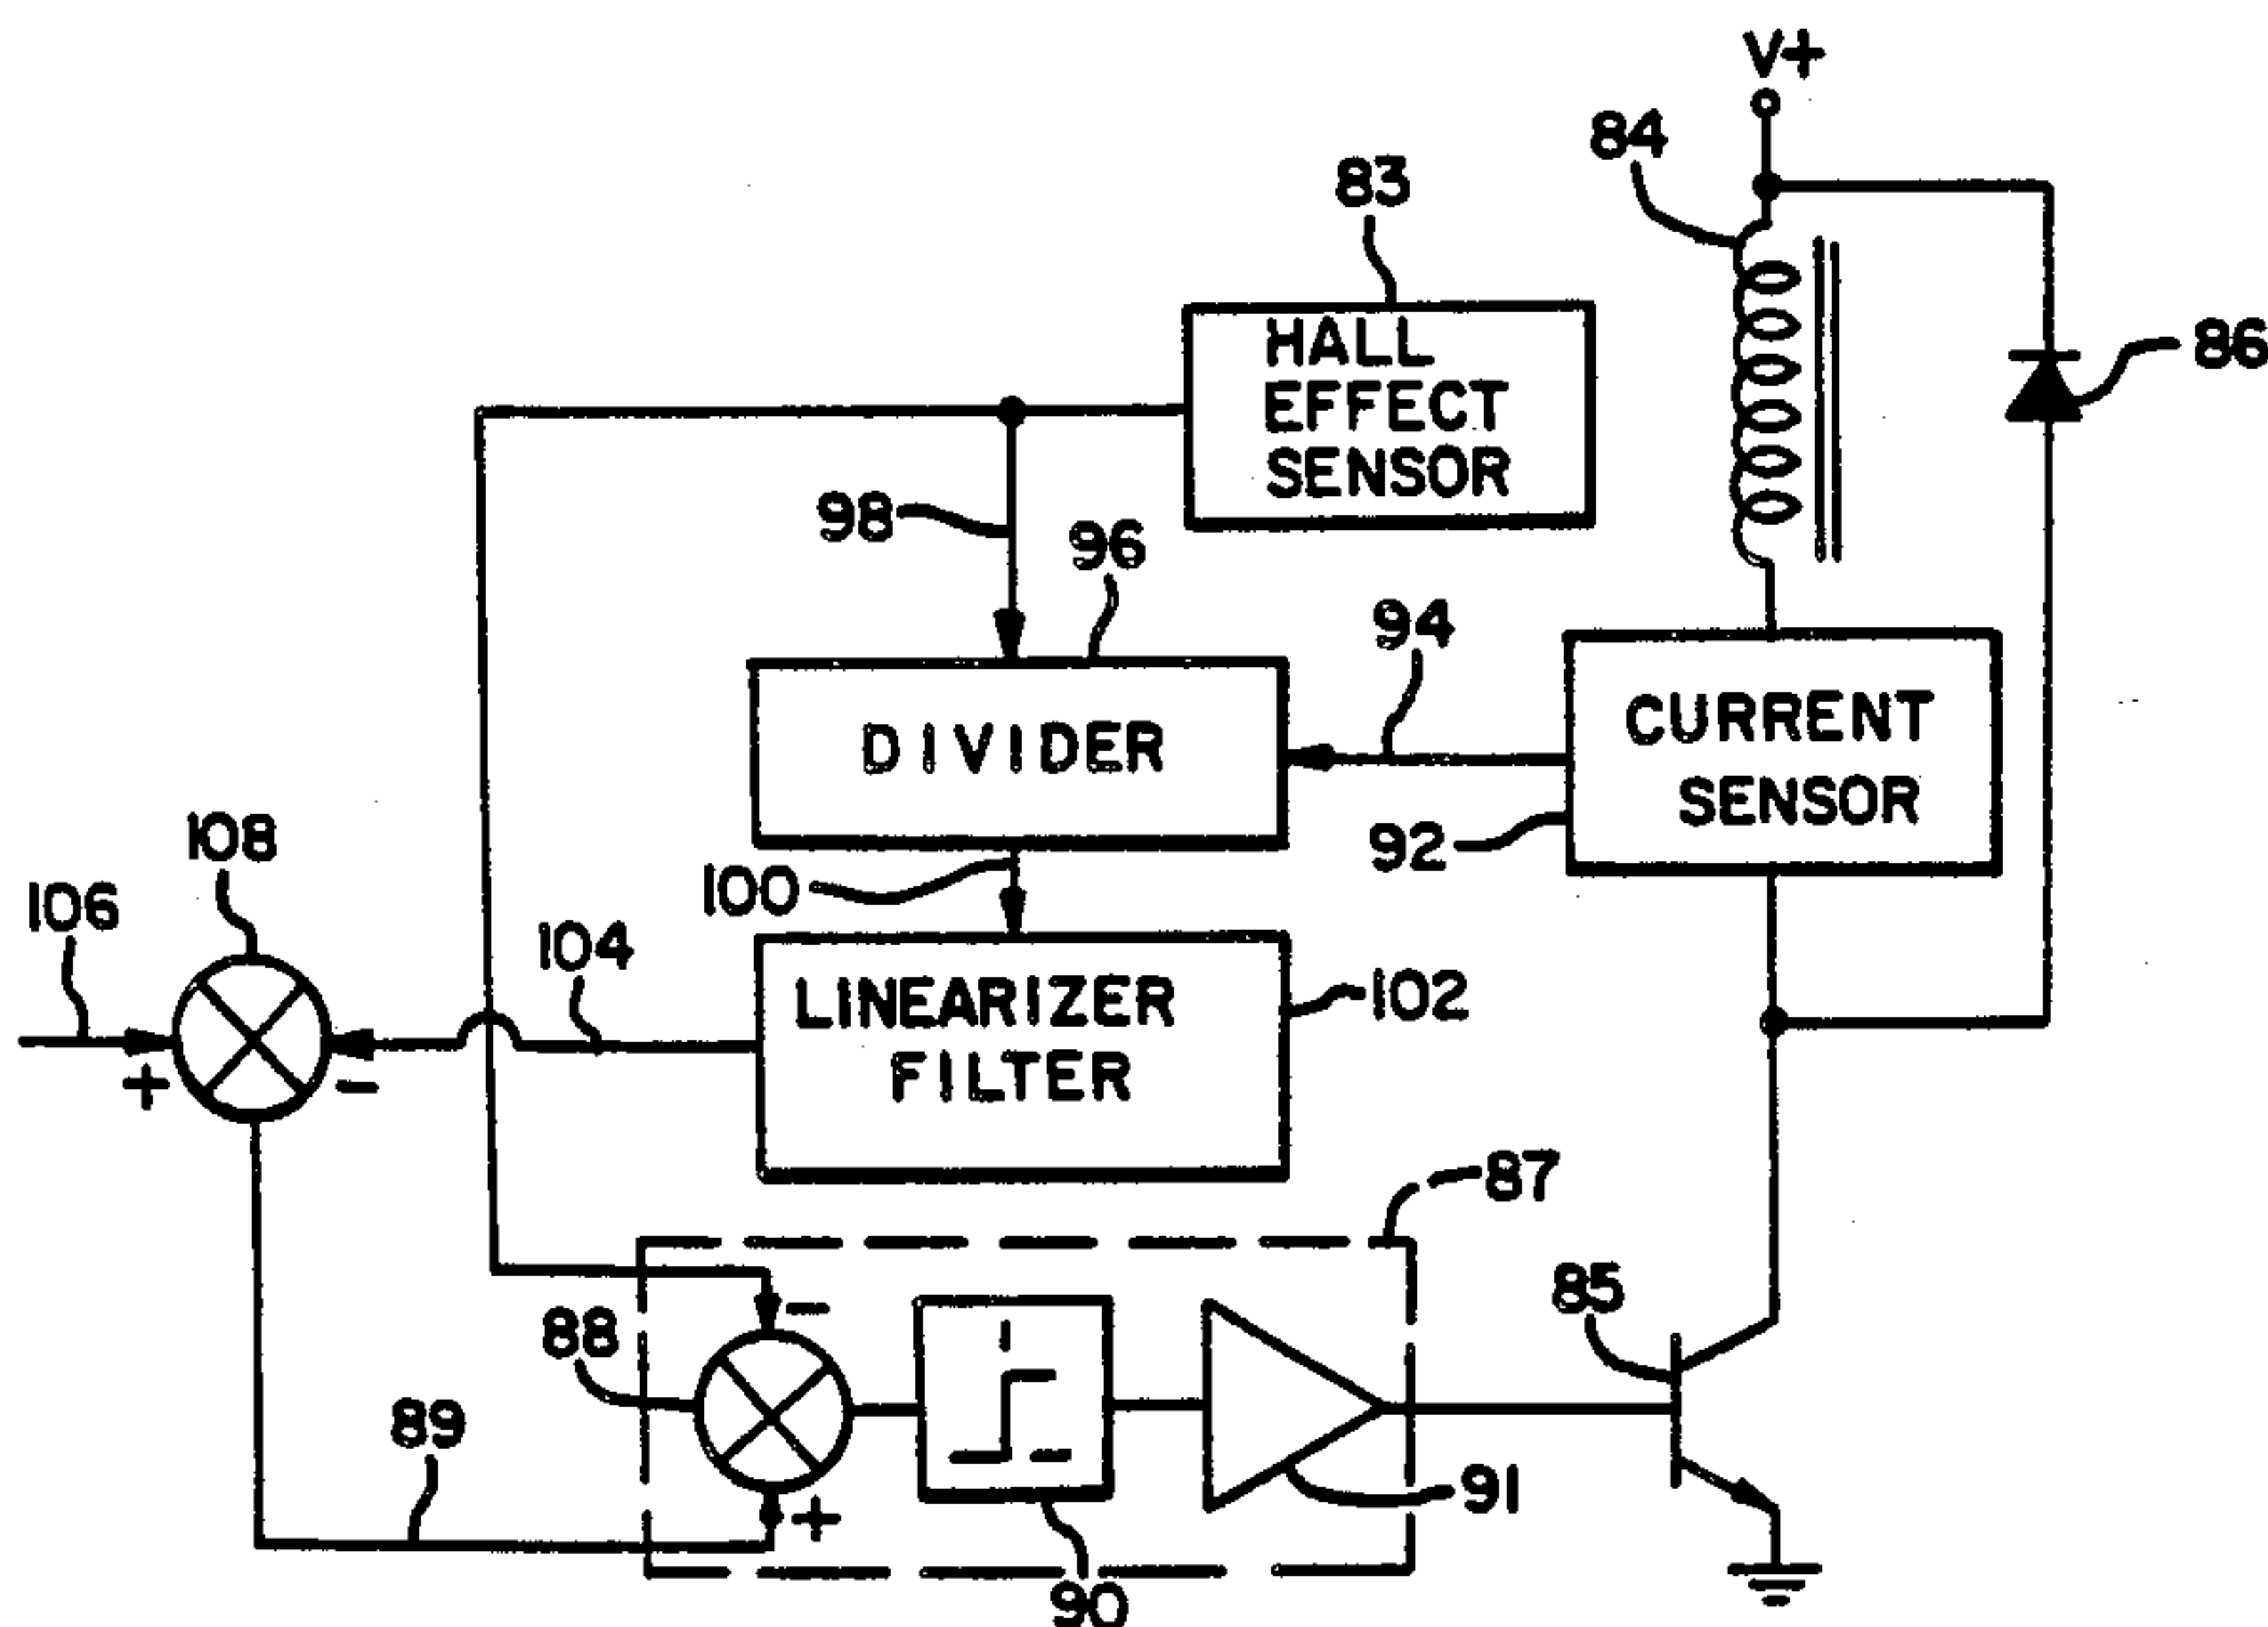 V+
84
83
86
HALL
EFFECT
SENSOR
98
96
94
DIVIDER
CURRENT
SENSOR
92
108
106
100
104
LINEARIZER
FILTER
102
+
-
87
-
88
85
89
+
91
90